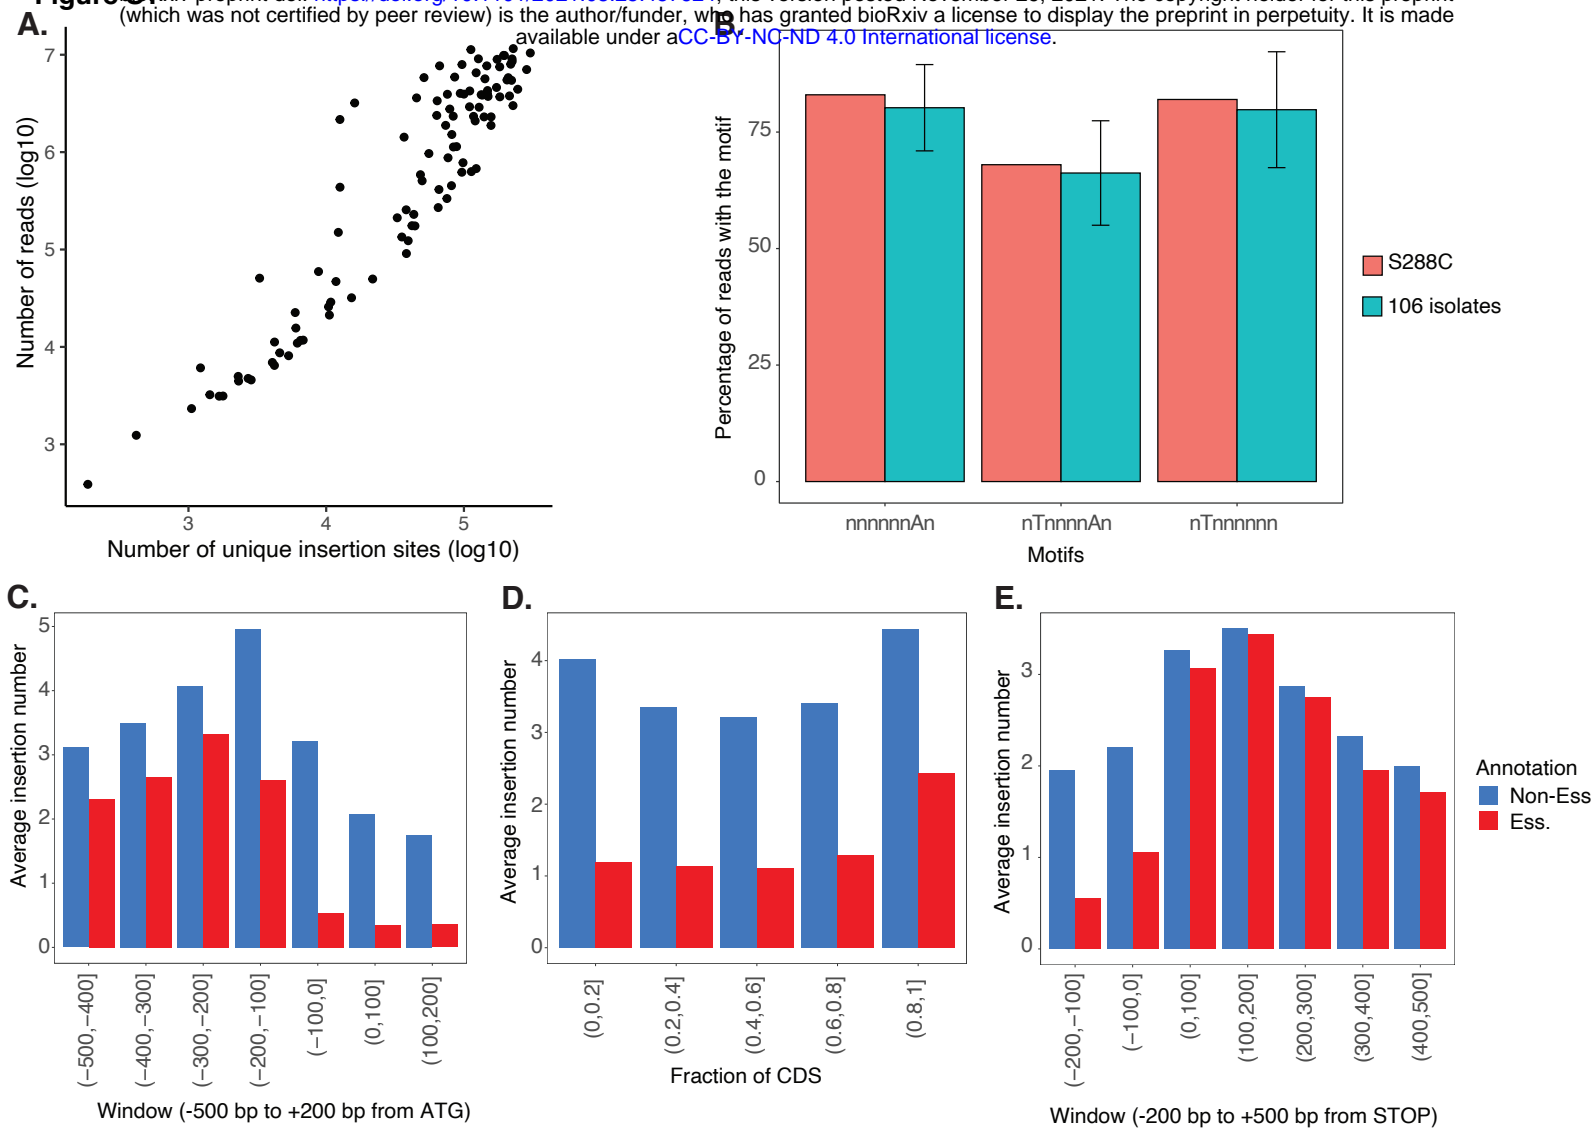 (which was not certified by peer review) is the author/funder, who has granted bioRxiv a license to display the preprint in perpetuity. It is made
available under aCC-BY-NC-ND 4.0 International license.
A.
Number of reads (log10)
7
6
5
4
3
3 4 5
Number of unique insertion sites (log10)
B.
Percentage of reads with the motif
75
50
25
0
nnnnnnAn nTnnnnAn nTnnnnnn
Motifs
S288C
106 isolates
C.
Average insertion number
5
4
3
2
1
0
(−500,−400]
(−400,−300]
(−300,−200]
(−200,−100]
(−100,0]
(0,100]
(100,200]
Window (-500 bp to +200 bp from ATG)
D.
Average insertion number
4
3
2
1
0
(0,0.2]
(0.2,0.4]
(0.4,0.6]
(0.6,0.8]
(0.8,1]
Fraction of CDS
E.
Average insertion number
3
2
1
0
(−200,−100]
(−100,0]
(0,100]
(100,200]
(200,300]
(300,400]
(400,500]
Window (-200 bp to +500 bp from STOP)
Annotation
Non-Ess
Ess.